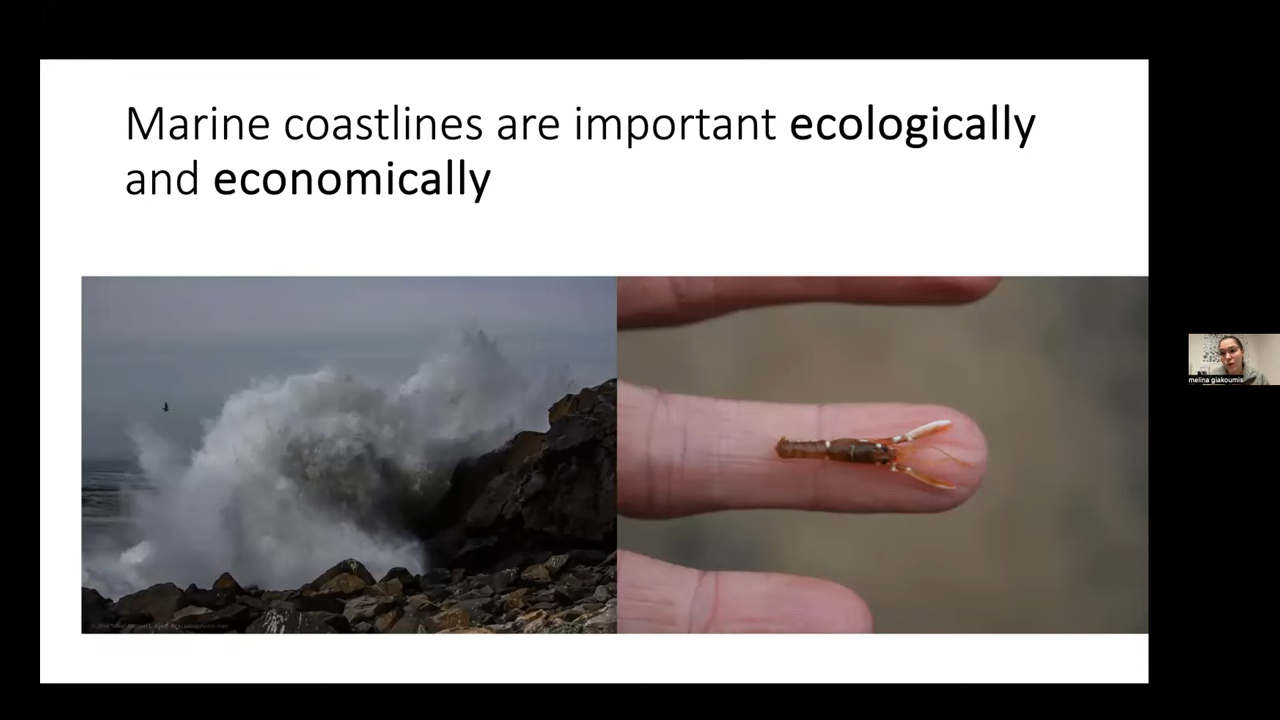 Marine coastlines are important ecologically
and economically
melina giakoumis